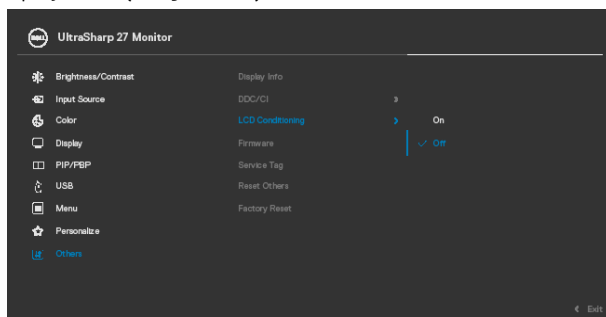 DELL
UltraSharp 27 Monitor
Brightness/Contrast
Input Source
Color
Display
PIP/PBP
USB
Menu
Personalize
Others
Display Info
DDC/CI
LCD Conditioning
Firmware
Service Tag
Reset Others
Factory Reset
On
Off
Exit